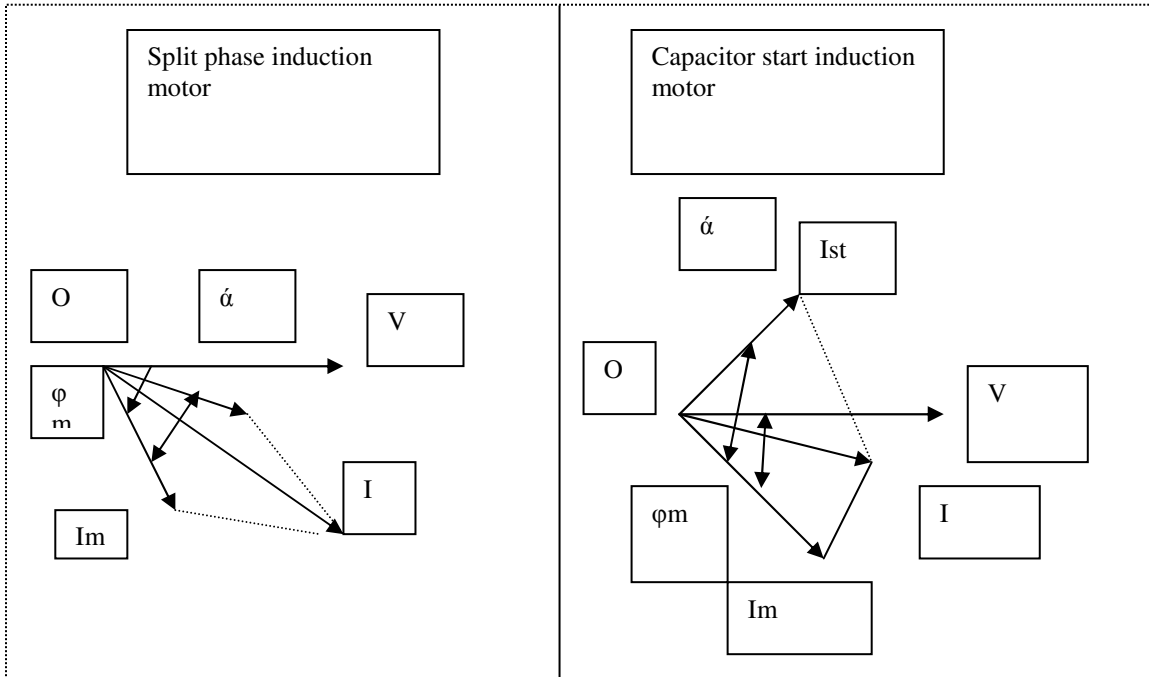 Split phase induction
motor
O
ά
V
φ
m
I
Im
Capacitor start induction
motor
ά
Ist
O
V
φm
I
Im